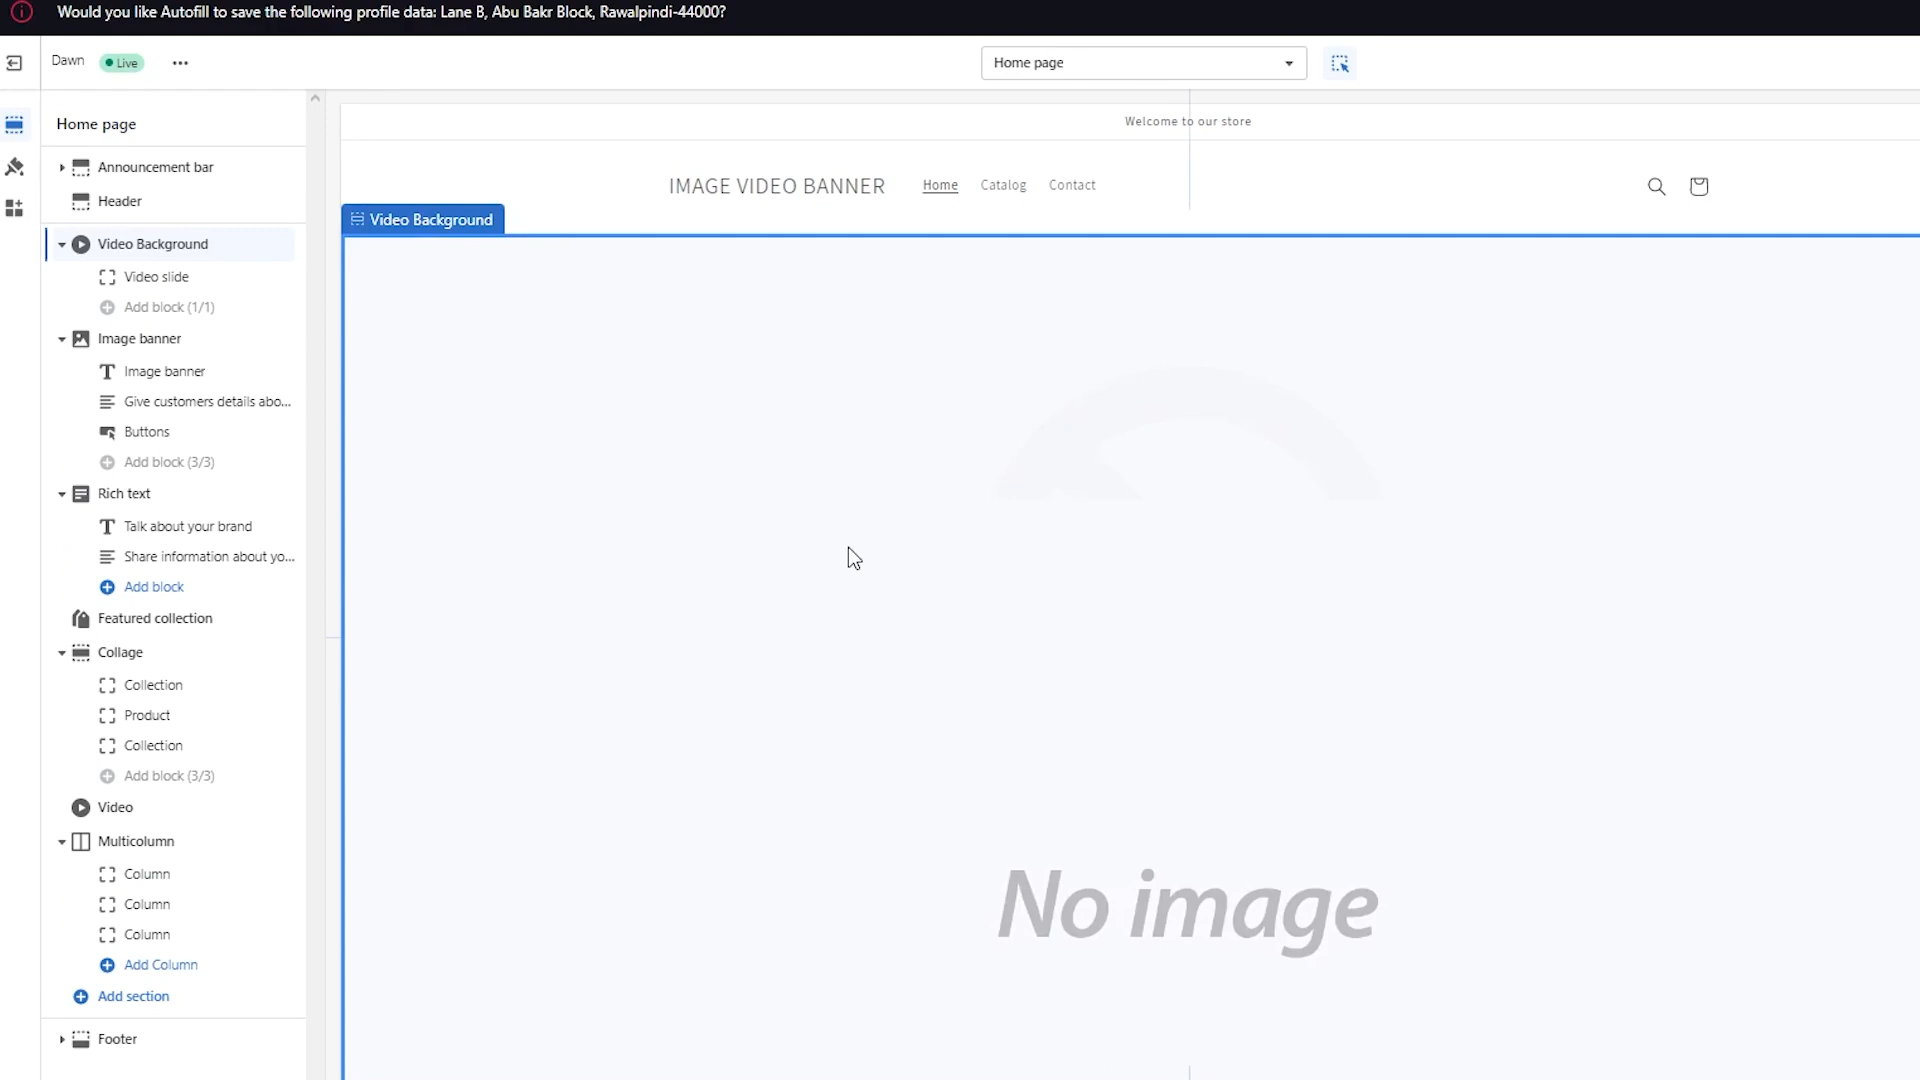 Would you like Autofill to save the following profile data: Lane B, Abu Bakr Block, Rawalpindi-44000?
Dawn
Live
Home page
Home page
Announcement bar
Header
Video Background
Video slide
Add block (1/1)
Image banner
Image banner
Give customers details abo...
Buttons
Add block (3/3)
Rich text
Talk about your brand
Share information about yo...
Add block
Featured collection
Collage
Collection
Product
Collection
Add block (3/3)
Video
Multicolumn
Column
Column
Column
Add Column
Add section
Footer
Welcome to our store
IMAGE VIDEO BANNER Home Catalog Contact
Video Background
No image